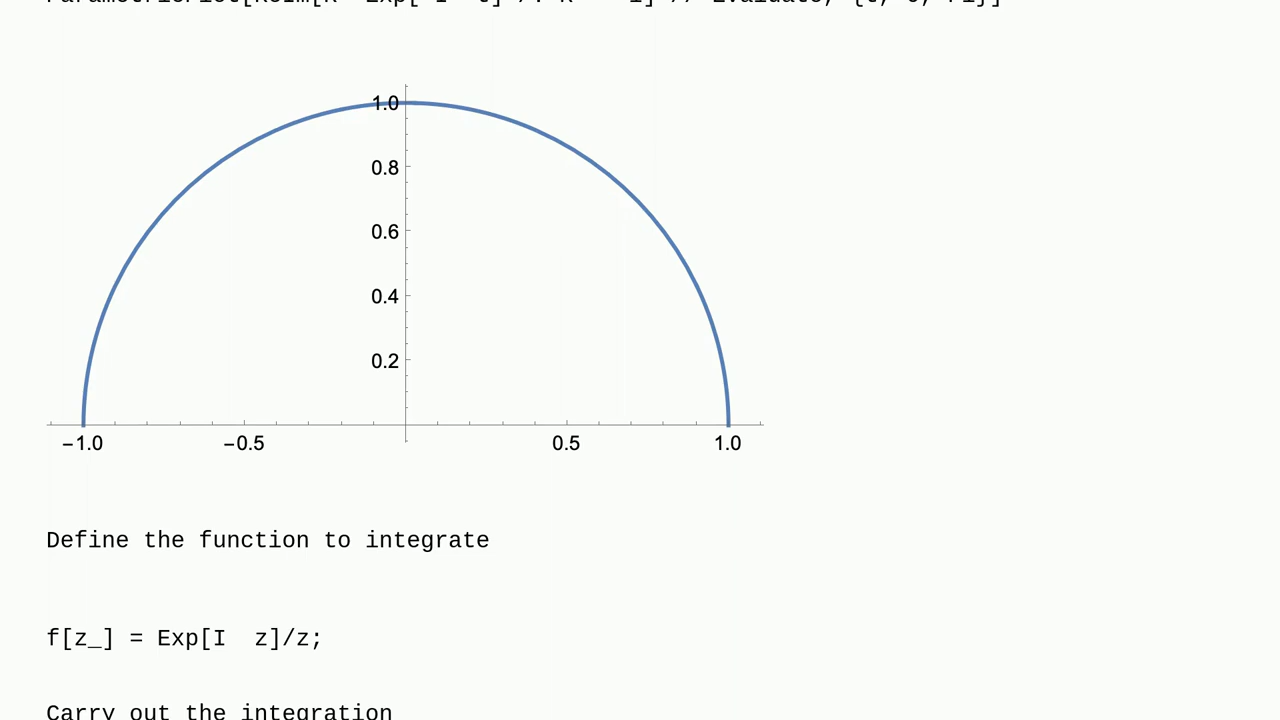 1.0
0.8
0.6
0.4
0.2
−1.0 −0.5 0.5 1.0
Define the function to integrate
f[z_] = Exp[I  z]/z;
Carry out the integration